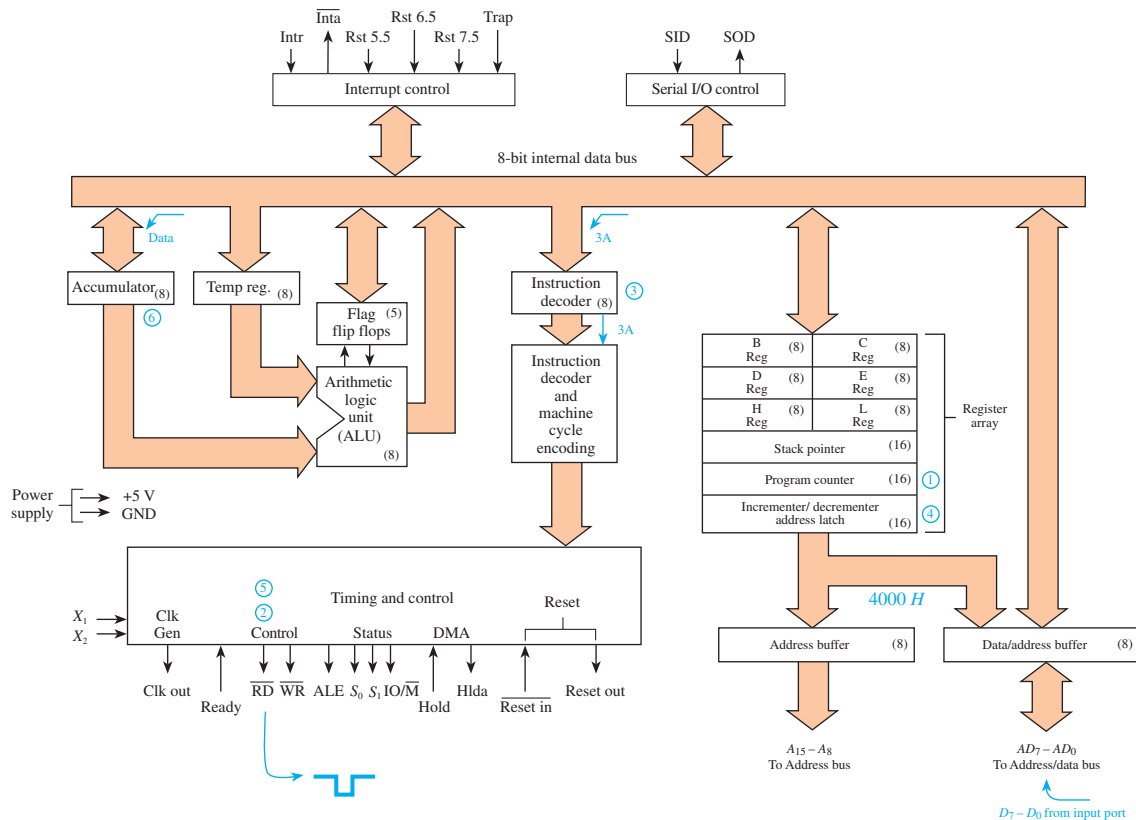 Inta
Rst 6.5
Trap
Intr
Rst 5.5
Rst 7.5
SID
SOD
Interrupt control
Serial I/O control
8-bit internal data bus
Data
3A
Accumulator
(8)
Temp reg.
(8)
Instruction
decoder
(8)
3
6
Flag
flip flops
(5)
3A
Arithmetic
logic
unit
(ALU)
(8)
Instruction
decoder
and
machine
cycle
encoding
B
Reg
(8)
C
Reg
(8)
D
Reg
(8)
E
Reg
(8)
H
Reg
(8)
L
Reg
(8)
Register
array
Stack pointer
(16)
Program counter
(16)
1
Incrementer/ decrementer
address latch
(16)
4
Power
supply
+5 V
GND
5
2
Timing and control
Reset
X1
X2
Clk
Gen
Control
Status
DMA
4000 H
Address buffer
(8)
Data/address buffer
(8)
Clk out
Ready
RD
WR
ALE
S0
S1
IO/M
Hold
Hlda
Reset in
Reset out
A15 – A8
To Address bus
AD7 – AD0
To Address/data bus
D7 – D0 from input port